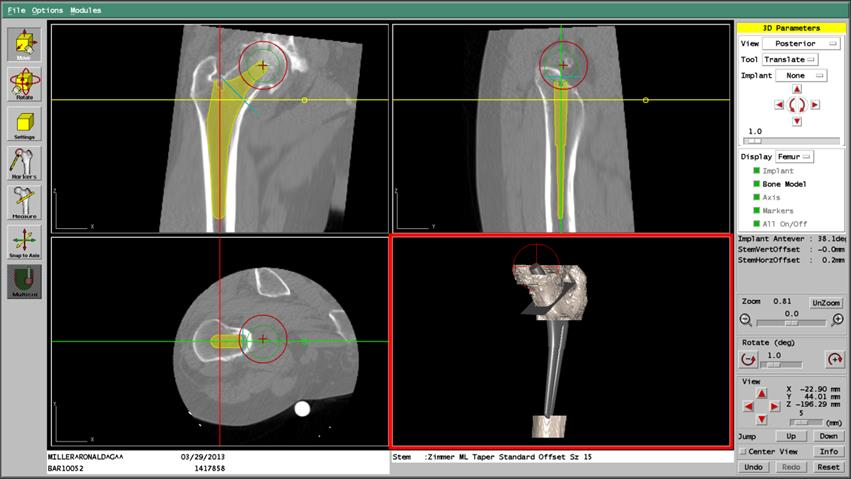 File Options Modules
Move
Rotate
Settings
Markers
Measure
Snap to Axis
Multicut
Z
X
Z
Y
Y
X
3D Parameters
View Posterior
Tool Translate
Implant None
1.0
Display Femur
Implant
Bone Model
Axis
Markers
All On/Off
Implant Antever : 38.1deg
StemVertOffset : -0.0mm
StemHorzOffset : 0.2mm
Zoom 0.81 UnZoom
0.0
Rotate (deg)
1.0
View
X -22.90 mm
Y 44.01 mm
Z -196.29 mm
5
(mm)
Jump Up Down
Center View Info
Undo Redo Reset
MILLERARONALDAGAA 03/29/2013
BAR10052 1417858
Stem :Zimmer ML Taper Standard Offset Sz 15